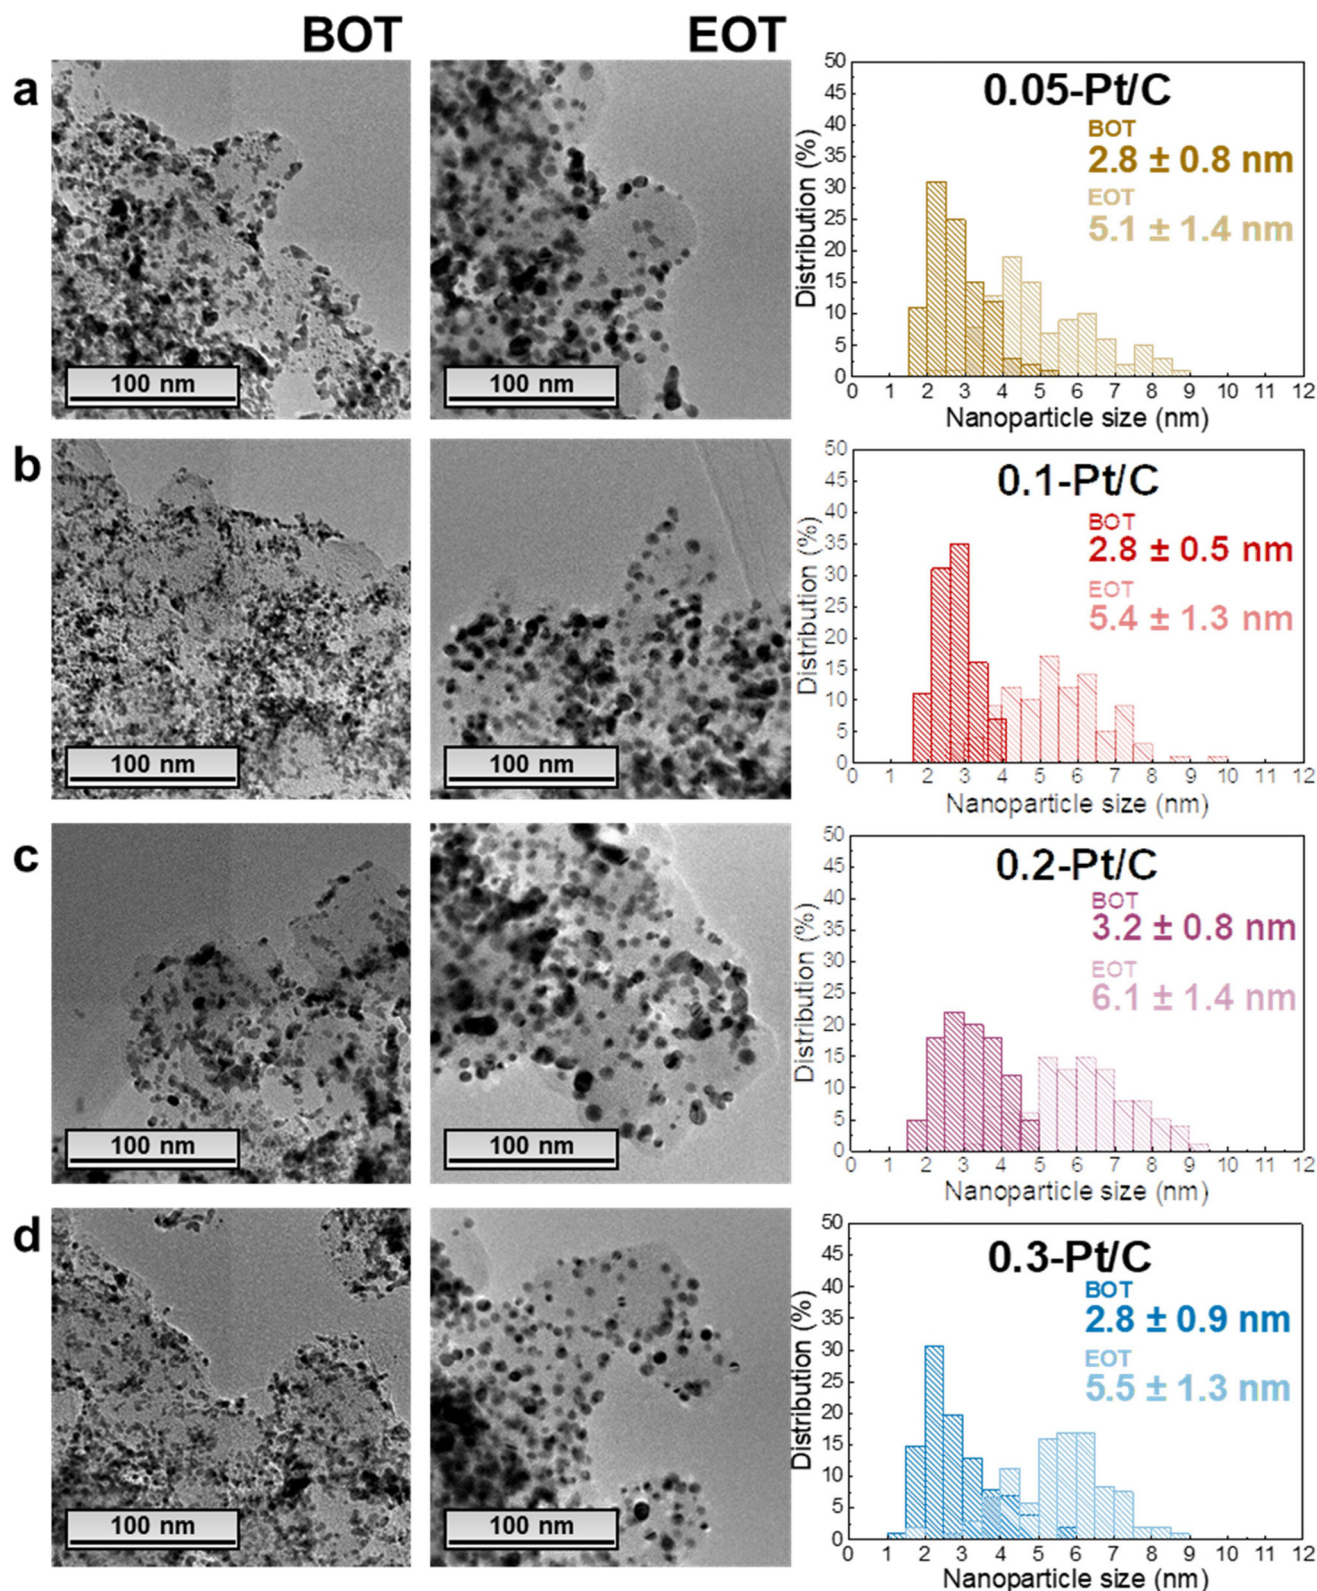 BOT
EOT
a
100 nm
100 nm
50
45
40
35
30
25
20
15
10
5
0
Distribution (%)
0.05-Pt/C
BOT
2.8 ± 0.8 nm
EOT
5.1 ± 1.4 nm
0 1 2 3 4 5 6 7 8 9 10 11 12
Nanoparticle size (nm)
b
100 nm
100 nm
50
45
40
35
30
25
20
15
10
5
0
Distribution (%)
0.1-Pt/C
BOT
2.8 ± 0.5 nm
EOT
5.4 ± 1.3 nm
0 1 2 3 4 5 6 7 8 9 10 11 12
Nanoparticle size (nm)
c
100 nm
100 nm
50
45
40
35
30
25
20
15
10
5
0
Distribution (%)
0.2-Pt/C
BOT
3.2 ± 0.8 nm
EOT
6.1 ± 1.4 nm
0 1 2 3 4 5 6 7 8 9 10 11 12
Nanoparticle size (nm)
d
100 nm
100 nm
50
45
40
35
30
25
20
15
10
5
0
Distribution (%)
0.3-Pt/C
BOT
2.8 ± 0.9 nm
EOT
5.5 ± 1.3 nm
0 1 2 3 4 5 6 7 8 9 10 11 12
Nanoparticle size (nm)